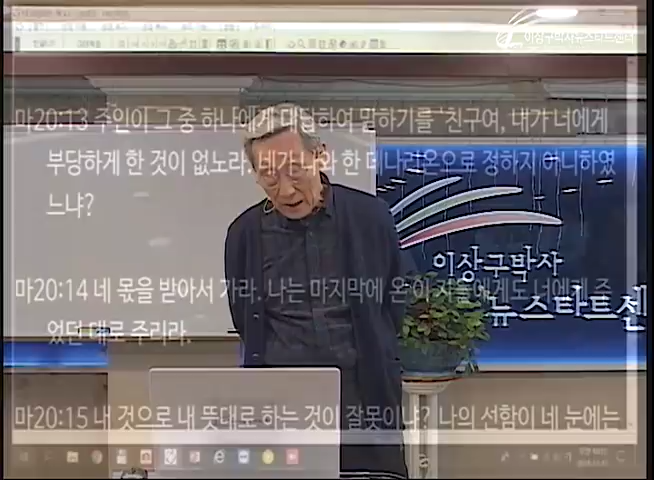 이상구박사뉴스타트센터
마20:13 주인이 그 중 하나에게 대답하여 말하기를 '친구여, 내가 너에게
부당하게 한 것이 없노라. 네가 나와 한 데나리온으로 정하지 아니하였
느냐?
이상구박사
마20:14 네 몫을 받아서 가라. 나는 마지막에 온 이 자들에게도 너에게 주
뉴스타트센
었던 대로 주리라.
마20:15 내 것으로 내 뜻대로 하는 것이 잘못이냐? 나의 선함이 네 눈에는